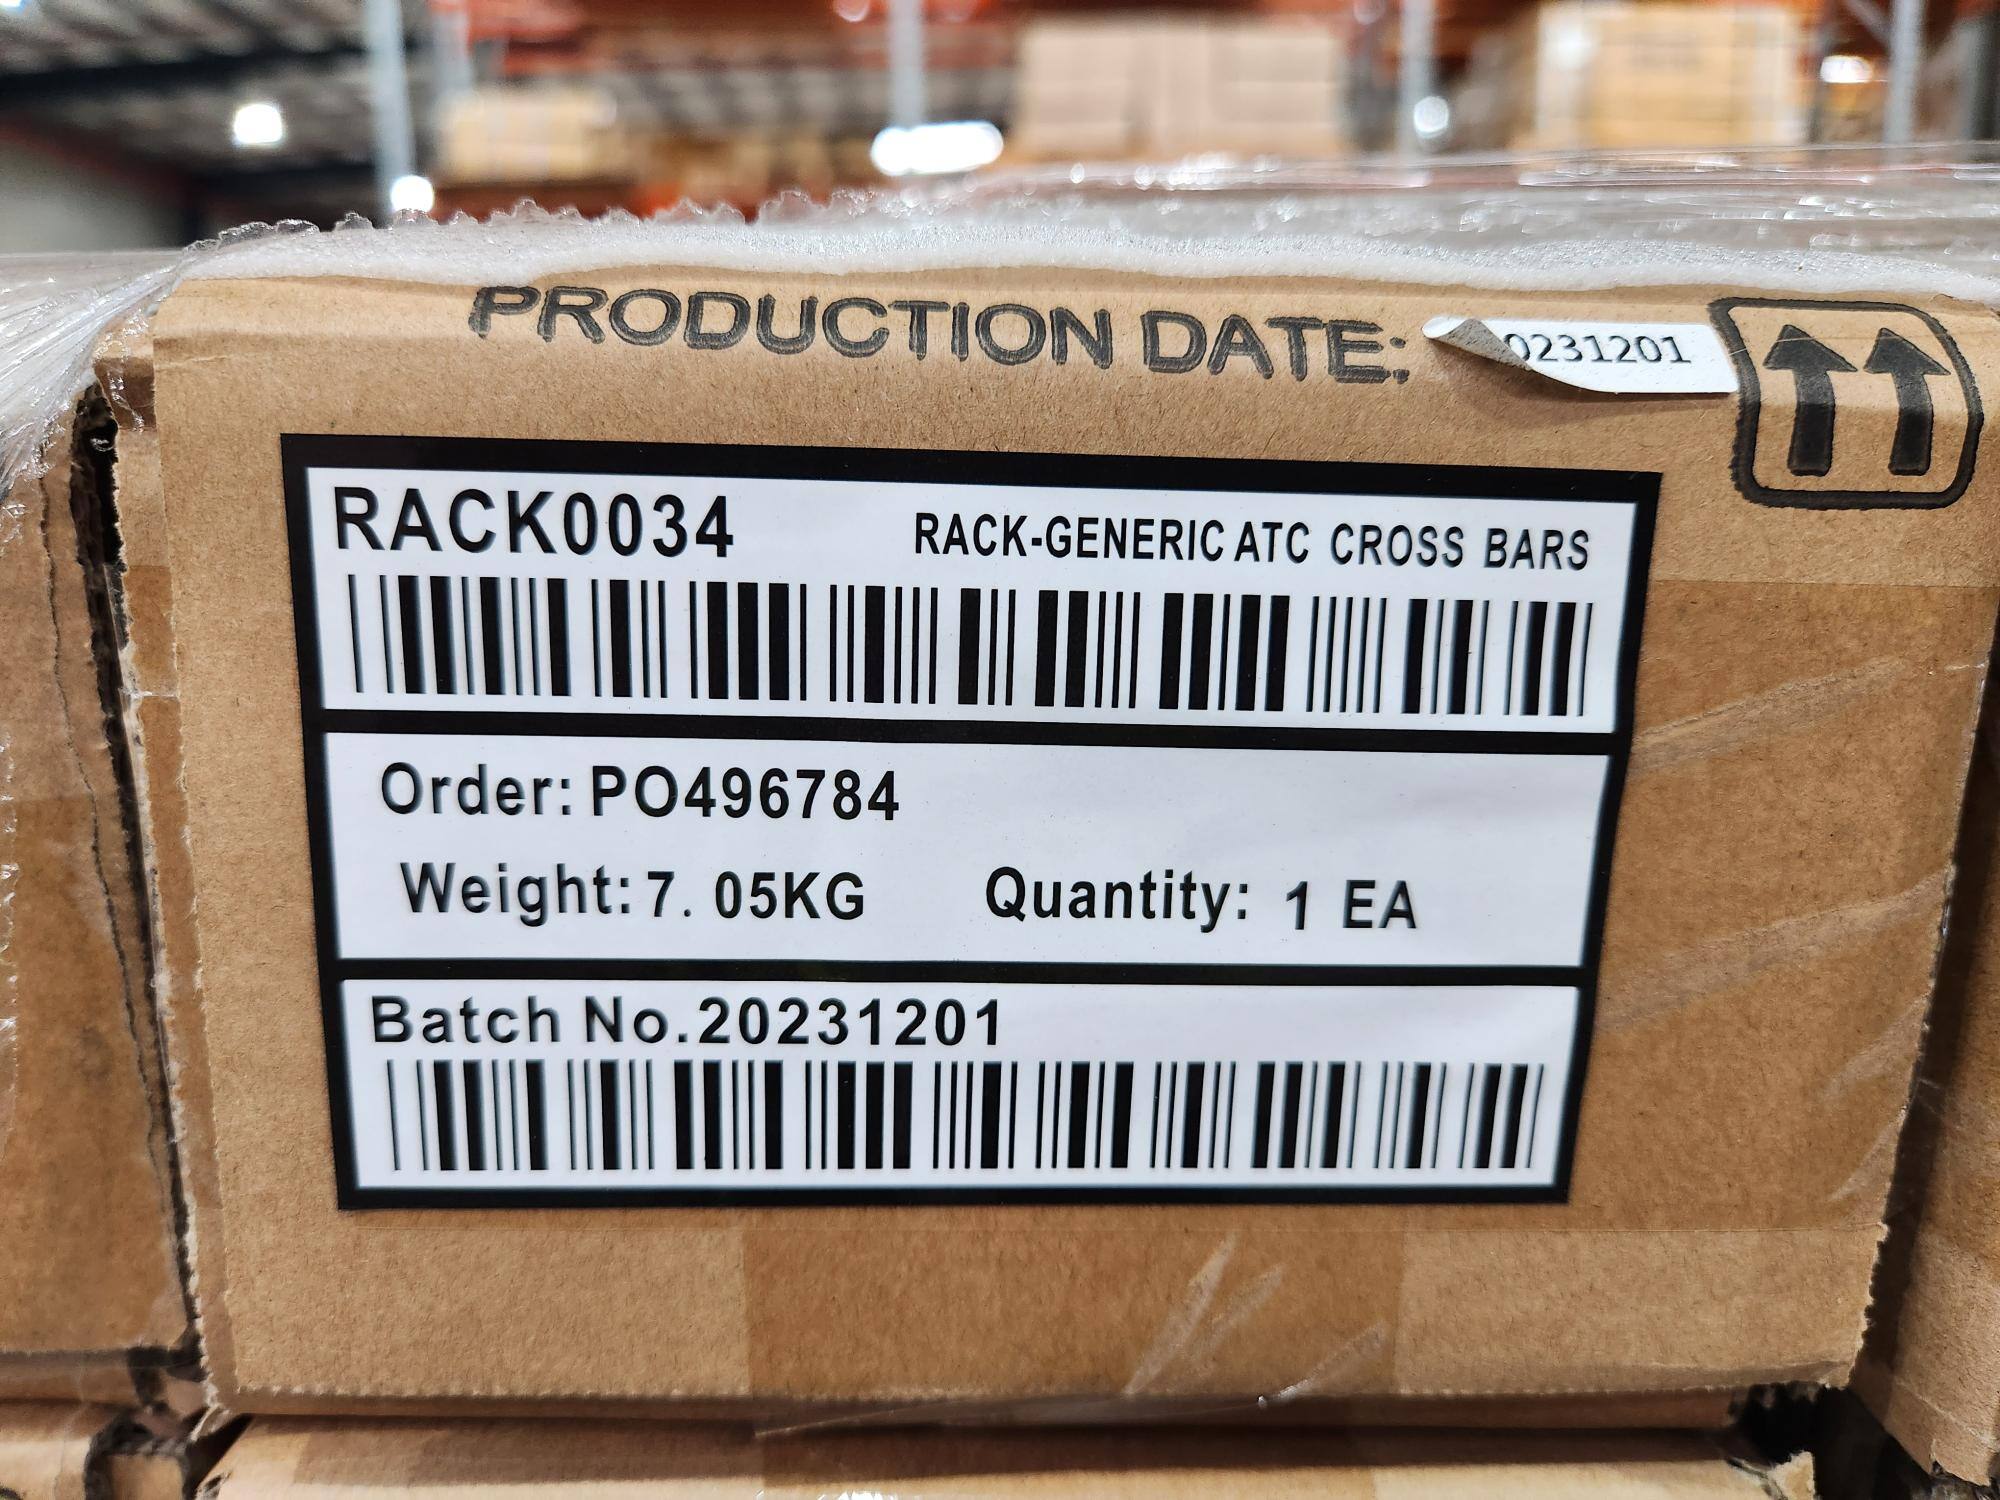 PRODUCTION DATE: 0231201
RACK0034 RACK-GENERIC ATC CROSS BARS
Order: PO496784
Weight: 7. 05KG Quantity: 1 EA
Batch No.20231201